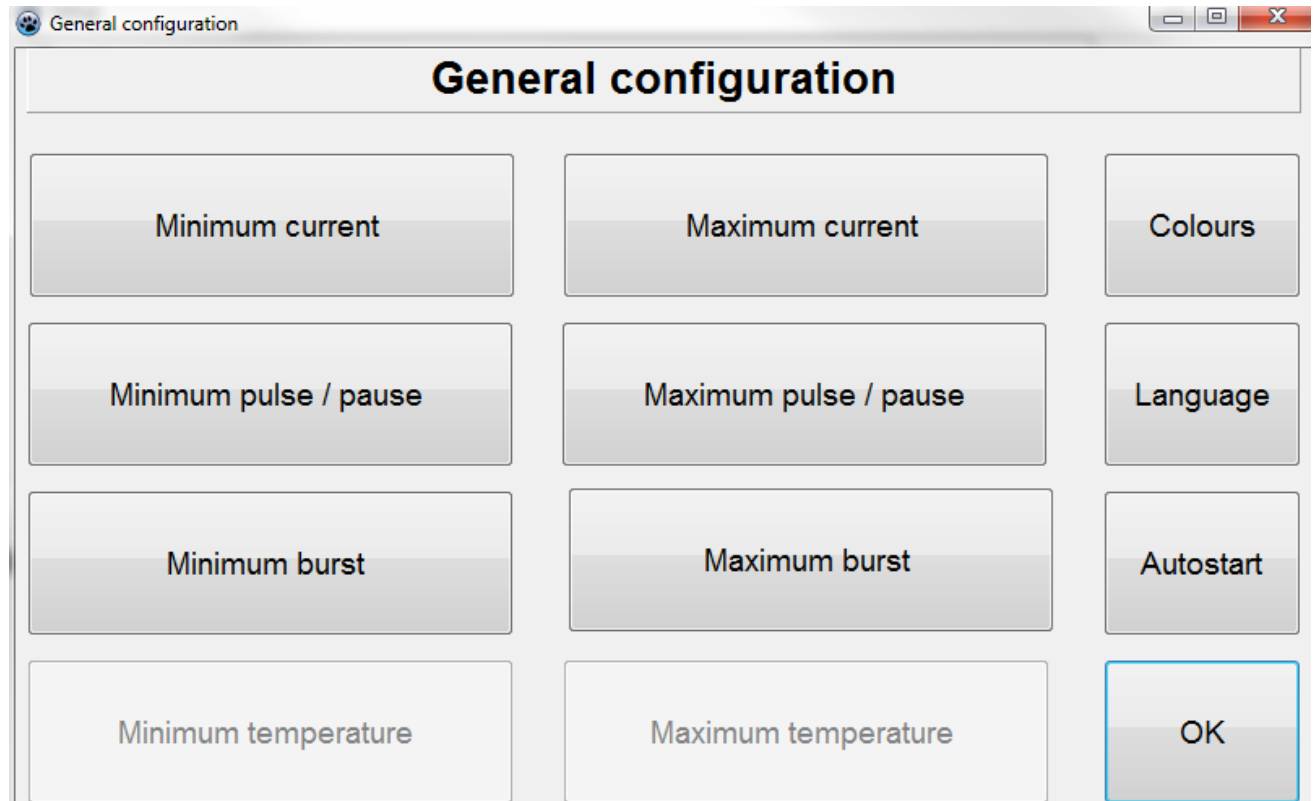 General configuration
General configuration
Minimum current
Maximum current
Colours
Minimum pulse / pause
Maximum pulse / pause
Language
Minimum burst
Maximum burst
Autostart
Minimum temperature
Maximum temperature
OK